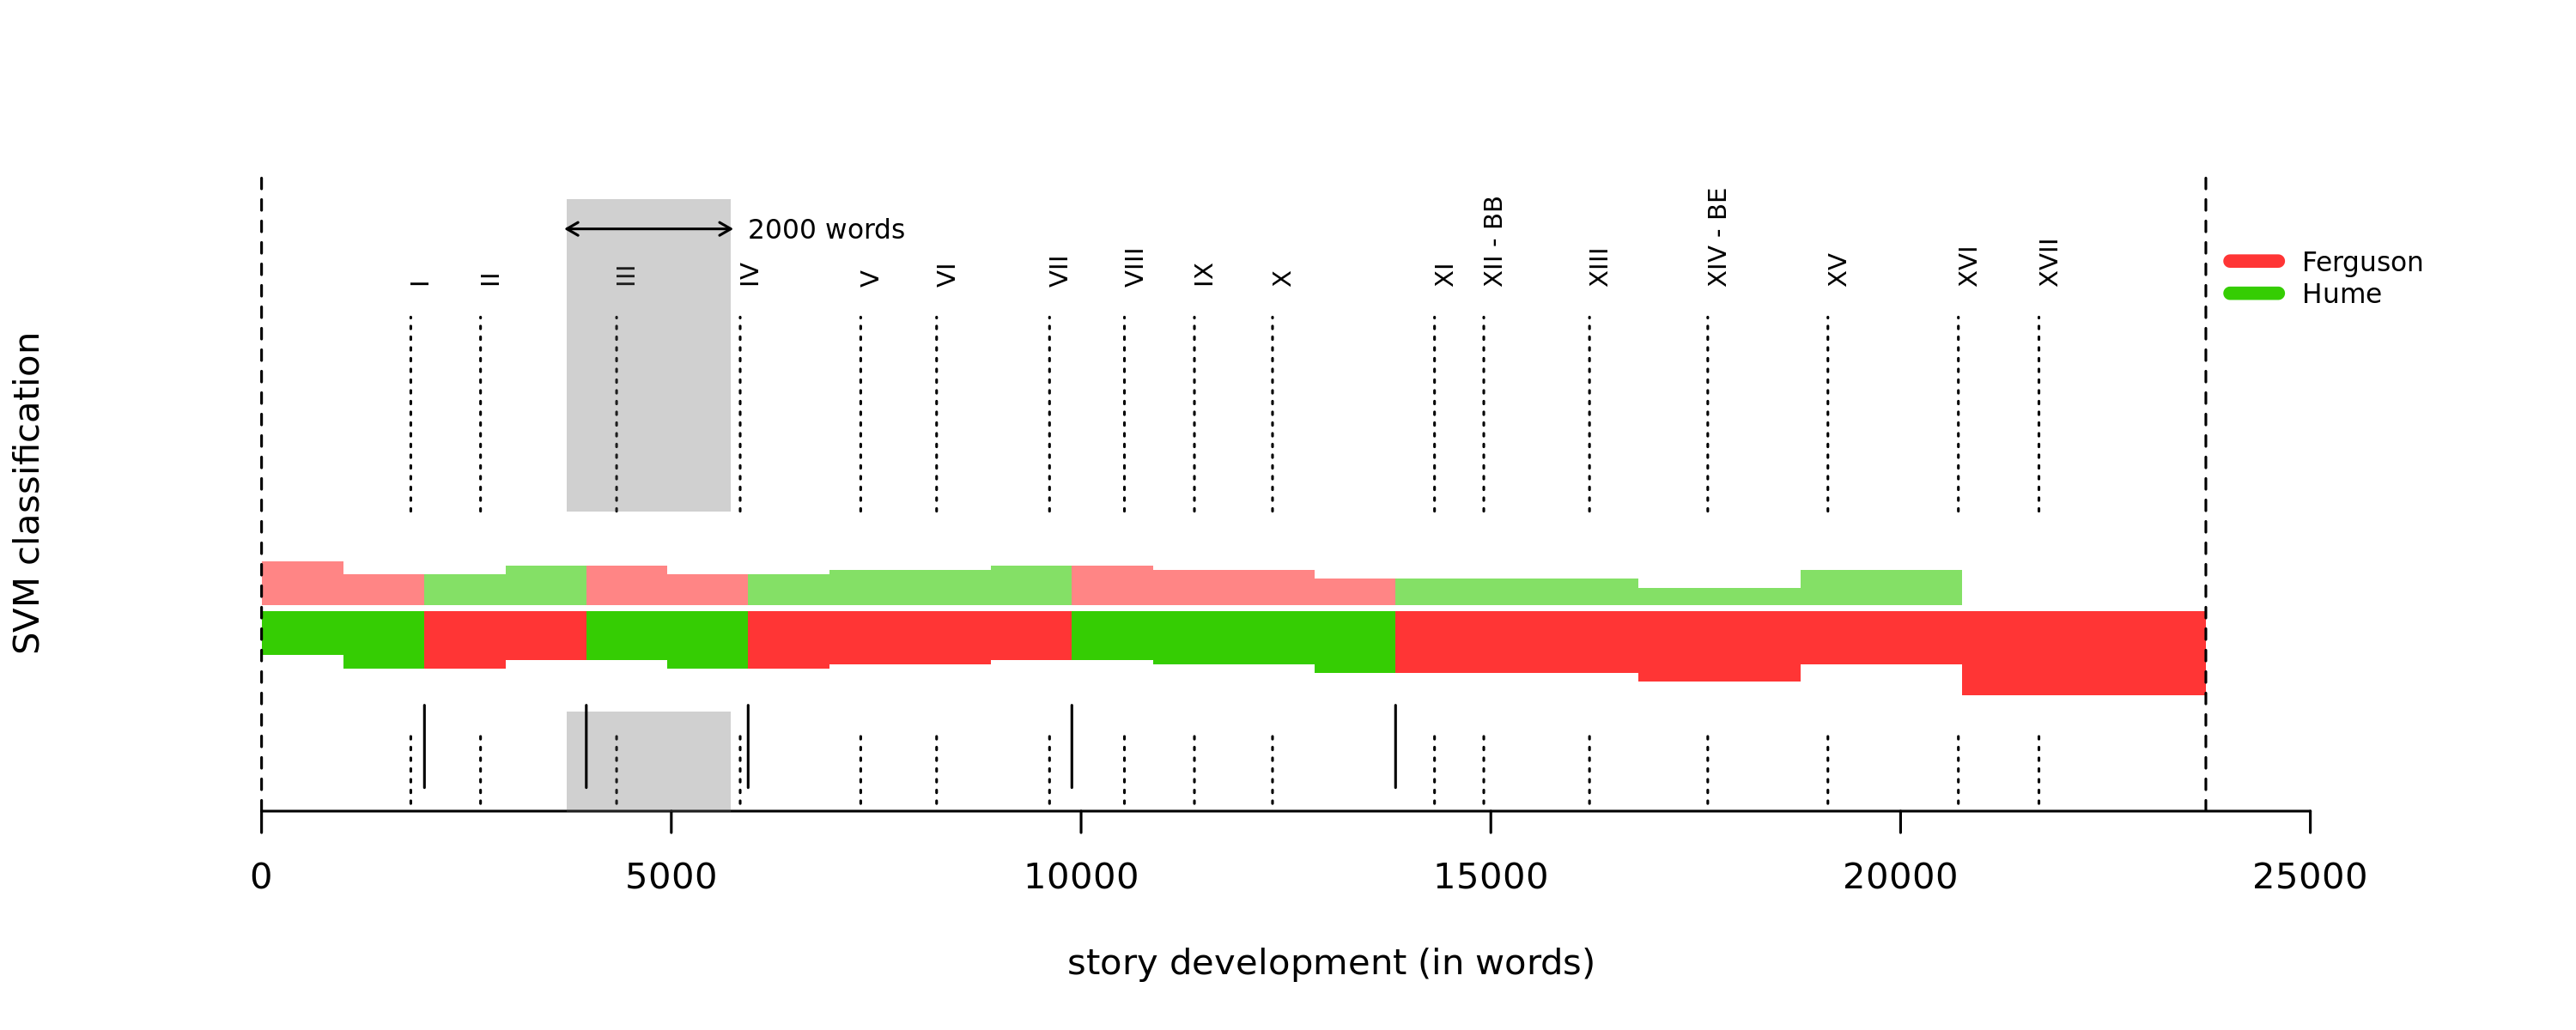 2000 words
I
II
III
IV
V
VI
VII
VIII
IX
X
XI
XII - BB
XIII
XIV - BE
XV
XVI
XVII
Ferguson
Hume
SVM classification
0
5000
10000
15000
20000
25000
story development (in words)